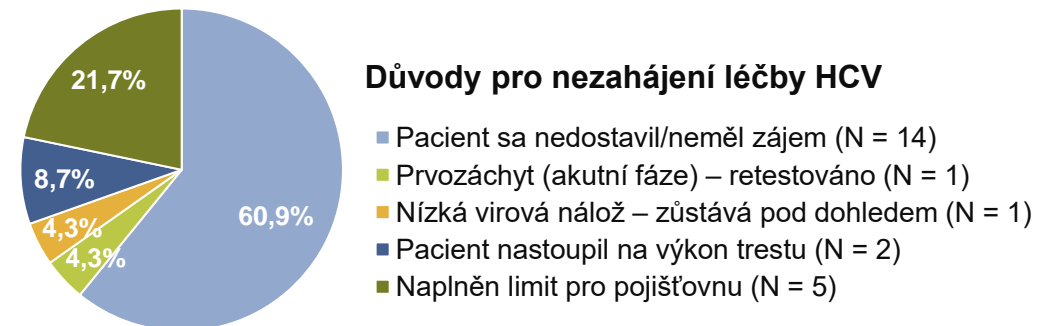 21,7%
8,7%
4,3%
4,3%
60,9%
Důvody pro nezahájení léčby HCV
Pacient sa nedostavil/neměl zájem (N = 14)
Prvozáchyt (akutní fáze) – retestováno (N = 1)
Nízká virová nálož – zůstává pod dohledem (N = 1)
Pacient nastoupil na výkon trestu (N = 2)
Naplněn limit pro pojišťovnu (N = 5)